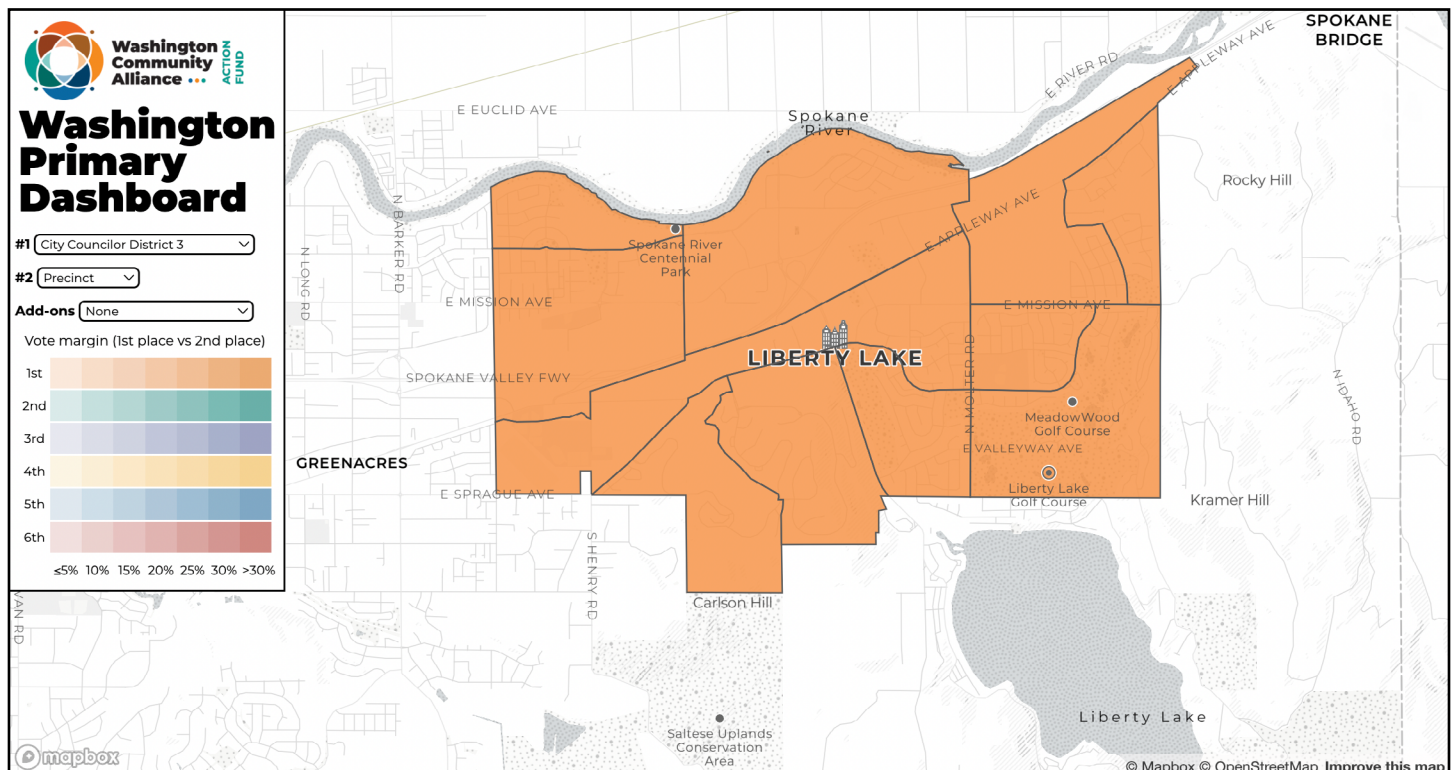 Washington
Community
Alliance
ACTION
FUND
Washington
Primary
Dashboard
#1 City Councilor District 3
#2 Precinct
Add-ons None
Vote margin (1st place vs 2nd place)
1st
2nd
3rd
4th
5th
6th
≤5% 10% 15% 20% 25% 30% >30%
SPOKANE
BRIDGE
E APPLEWAY AVE
E RIVER RD
E EUCLID AVE
Spokane
River
Rocky Hill
N BARKER RD
N LONG RD
Spokane River
Centennial
Park
E APPLEWAY AVE
E MISSION AVE
E MISSION AVE
LIBERTY LAKE
SPOKANE VALLEY FWY
N MOLTER RD
N IDAHO RD
MeadowWood
Golf Course
E VALLEYWAY AVE
GREENACRES
E SPRAGUE AVE
Liberty Lake
Golf Course
Kramer Hill
S HENRY RD
Carlson Hill
VAN RD
Liberty Lake
Saltese Uplands
Conservation
Area
mapbox
© Mapbox © OpenStreetMap Improve this map